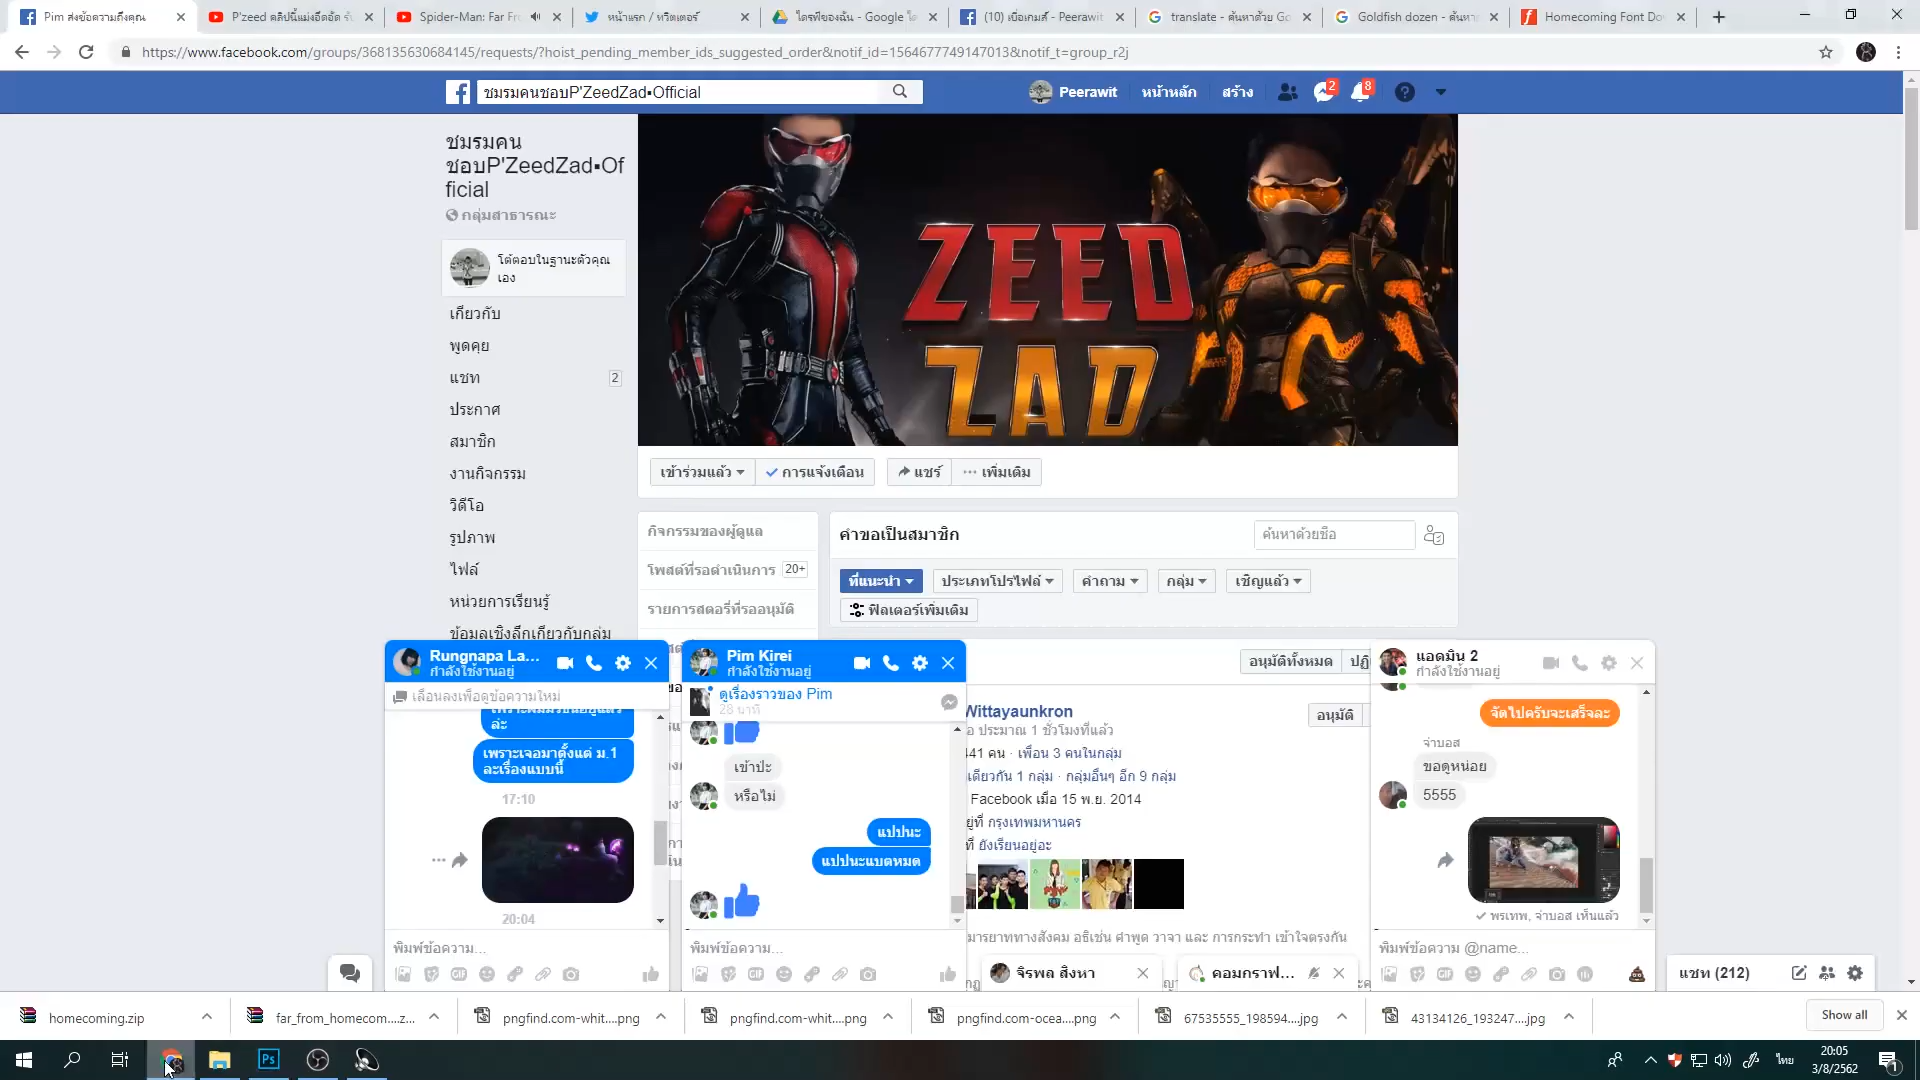 Pim ส่งข้อความถึงคุณ
P'zeed คลิปนี้แม่งอึดอัด
Spider-Man: Far Fr
หน้าแรก / ทวิตเตอร์
ไดรฟ์ของฉัน - Google
(10) เบื่อเกมส์ - Peerawit
translate - ค้นหาด้วย Go
Goldfish dozen - ค้นหา
Homecoming Font Do
https://www.facebook.com/groups/368135630684145/requests/?hoist_pending_member_ids_suggested_order&notif_id=1564677749147013&notif_t=group_r2j
ชมรมคนชอบP'ZeedZad▪Official
Peerawit
หน้าหลัก
สร้าง
2
8
ชมรมคน
ชอบP'ZeedZad▪Of
ficial
กลุ่มสาธารณะ
โต้ตอบในฐานะตัวคุณ
เอง
เกี่ยวกับ
พูดคุย
แชท
2
ประกาศ
สมาชิก
งานกิจกรรม
วิดีโอ
รูปภาพ
ไฟล์
หน่วยการเรียนรู้
ข้อมูลเชิงลึกเกี่ยวกับกลุ่ม
ZEED
ZAD
เข้าร่วมแล้ว
การแจ้งเตือน
แชร์
เพิ่มเติม
กิจกรรมของผู้ดูแล
โพสต์ที่รอดำเนินการ
20+
รายการสตอรี่ที่รออนุมัติ
คำขอเป็นสมาชิก
ค้นหาด้วยชื่อ
ที่แนะนำ
ประเภทโปรไฟล์
คำถาม
กลุ่ม
เชิญแล้ว
ฟิลเตอร์เพิ่มเติม
อนุมัติทั้งหมด
ปฏิ
Wittayaunkron
อนุมัติ
ประมาณ 1 ชั่วโมงที่แล้ว
441 คน · เพื่อน 3 คนในกลุ่ม
เดียวกัน 1 กลุ่ม · กลุ่มอื่นๆ อีก 9 กลุ่ม
Facebook เมื่อ 15 พ.ย. 2014
ยู่ที่ กรุงเทพมหานคร
ที่ ยังเรียนอยู่อะ
มารยาททางสังคม อธิเช่น คำพูด วาจา และ การกระทำ เข้าใจตรงกัน
Rungnapa La...
กำลังใช้งานอยู่
เลื่อนลงเพื่อดูข้อความใหม่
ล่ะ
เพราะเจอมาตั้งแต่ ม.1
ละเรื่องแบบนี้
17:10
20:04
พิมพ์ข้อความ...
Pim Kirei
กำลังใช้งานอยู่
ดูเรื่องราวของ Pim
28 นาที
เข้าปะ
หรือไม่
แปปนะ
แปปนะแบตหมด
พิมพ์ข้อความ...
จิรพล สิงหา
คอมกราฟ...
แอดมิน 2
กำลังใช้งานอยู่
จัดไปครับจะเสร็จละ
จ่าบอส
ขอดูหน่อย
5555
พรเทพ, จ่าบอส เห็นแล้ว
พิมพ์ข้อความ @name...
แชท (212)
homecoming.zip
far_from_homecom....z...
pngfind.com-whit....png
pngfind.com-whit....png
pngfind.com-ocea....png
67535555_198594....jpg
43134126_193247....jpg
Show all
Ps
ไทย
20:05
3/8/2562
1